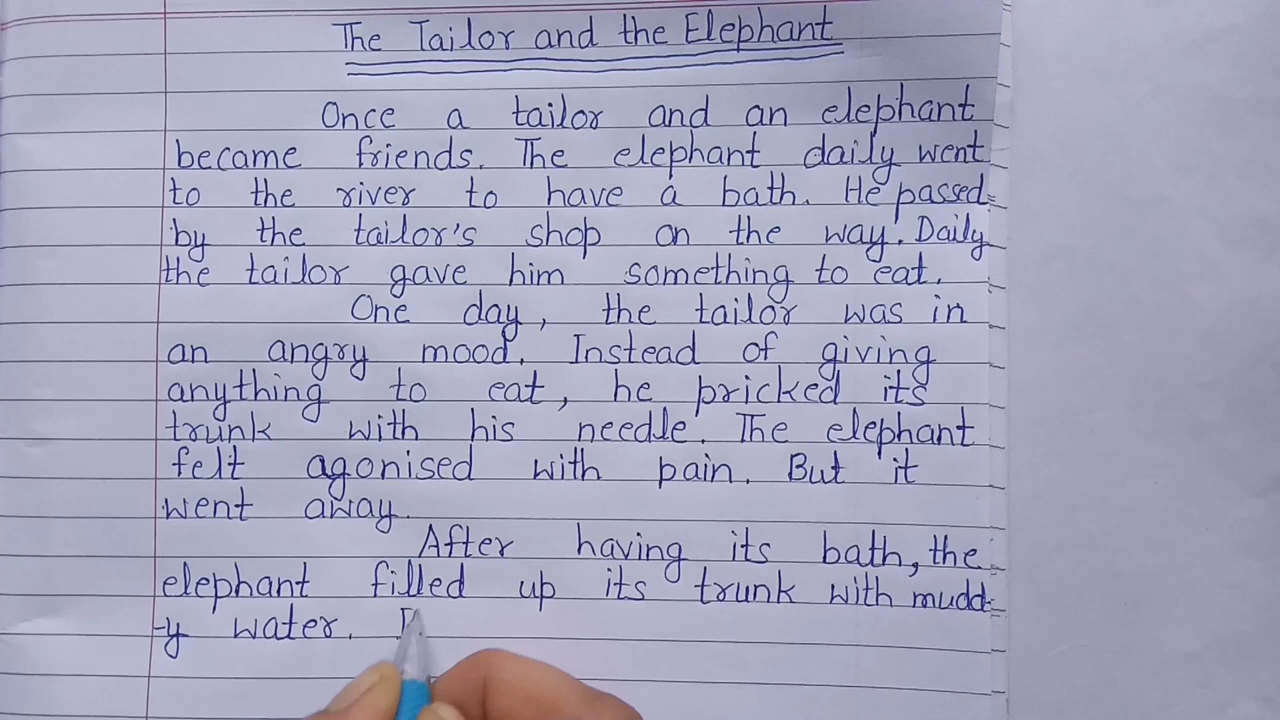 The Tailor and the Elephant
Once a tailor and an elephant
became friends. The elephant daily went
to the river to have a bath. He passed
by the tailor's shop on the way. Daily
the tailor gave him something to eat.
One day, the tailor was in
an angry mood. Instead of giving
anything to eat, he pricked its
trunk with his needle. The elephant
felt agonised with pain. But it
went away.
After having its bath, the
elephant filled up its trunk with mudd-
-y water.